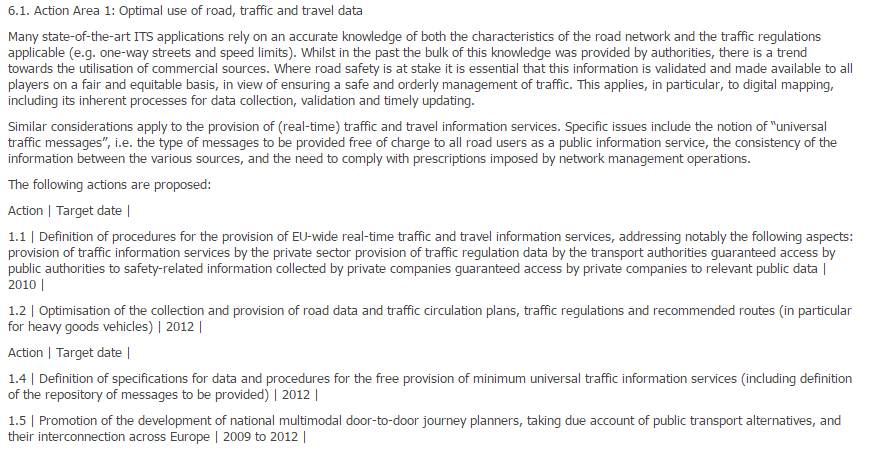 6.1. Action Area 1: Optimal use of road, traffic and travel data
Many state-of-the-art ITS applications rely on an accurate knowledge of both the characteristics of the road network and the traffic regulations
applicable (e.g. one-way streets and speed limits). Whilst in the past the bulk of this knowledge was provided by authorities, there is a trend
towards the utilisation of commercial sources. Where road safety is at stake it is essential that this information is validated and made available to all
players on a fair and equitable basis, in view of ensuring a safe and orderly management of traffic. This applies, in particular, to digital mapping,
including its inherent processes for data collection, validation and timely updating.
Similar considerations apply to the provision of (real-time) traffic and travel information services. Specific issues include the notion of "universal
traffic messages", i.e. the type of messages to be provided free of charge to all road users as a public information service, the consistency of the
information between the various sources, and the need to comply with prescriptions imposed by network management operations.
The following actions are proposed:
Action | Target date |
1.1 | Definition of procedures for the provision of EU-wide real-time traffic and travel information services, addressing notably the following aspects:
provision of traffic information services by the private sector provision of traffic regulation data by the transport authorities guaranteed access by
public authorities to safety-related information collected by private companies guaranteed access by private companies to relevant public data |
2010 |
1.2 | Optimisation of the collection and provision of road data and traffic circulation plans, traffic regulations and recommended routes (in particular
for heavy goods vehicles) | 2012 |
Action | Target date |
1.4 | Definition of specifications for data and procedures for the free provision of minimum universal traffic information services (including definition
of the repository of messages to be provided) | 2012 |
1.5 | Promotion of the development of national multimodal door-to-door journey planners, taking due account of public transport alternatives, and
their interconnection across Europe | 2009 to 2012 |